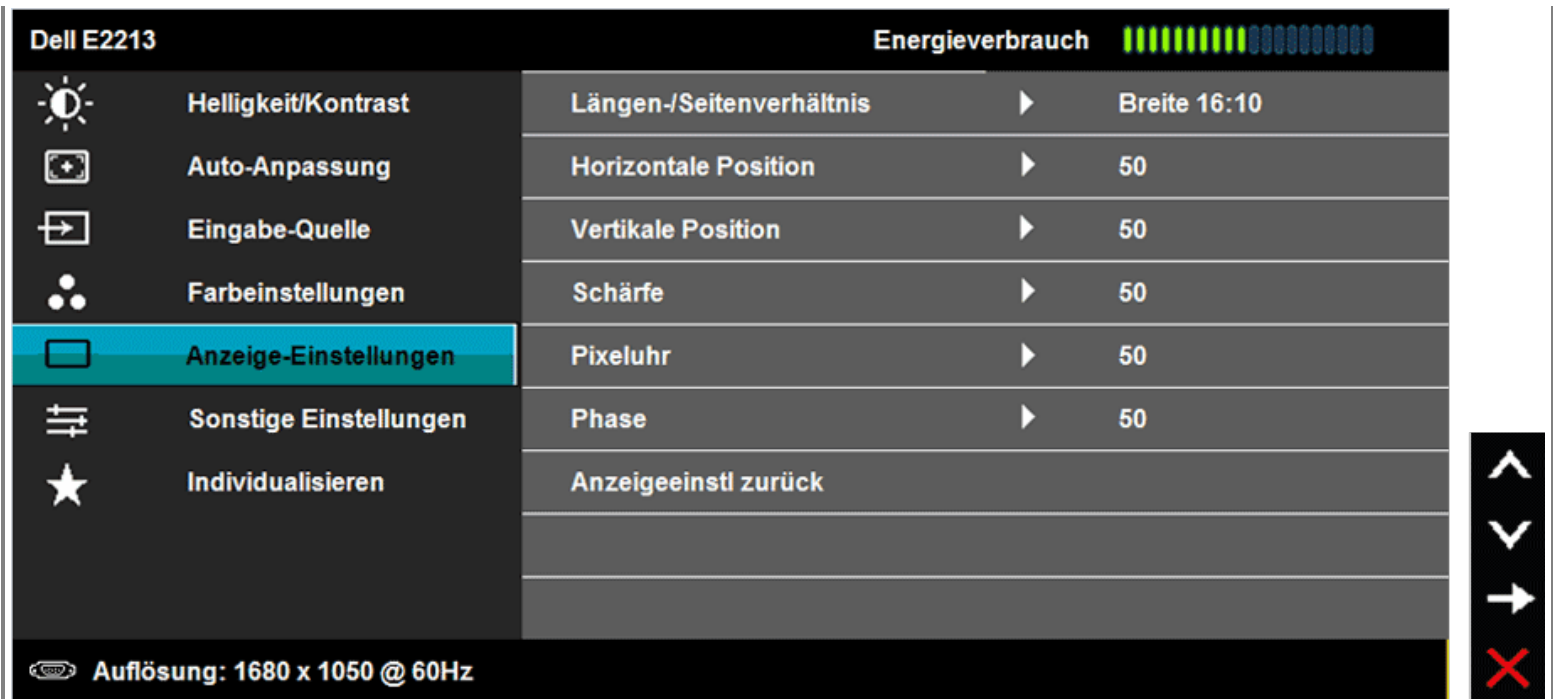 Dell E2213 Energieverbrauch
Helligkeit/Kontrast Längen-/Seitenverhältnis Breite 16:10
Auto-Anpassung Horizontale Position 50
Eingabe-Quelle Vertikale Position 50
Farbeinstellungen Schärfe 50
Anzeige-Einstellungen Pixeluhr 50
Sonstige Einstellungen Phase 50
Individualisieren Anzeigeeinstl zurück
Auflösung: 1680 x 1050 @ 60Hz